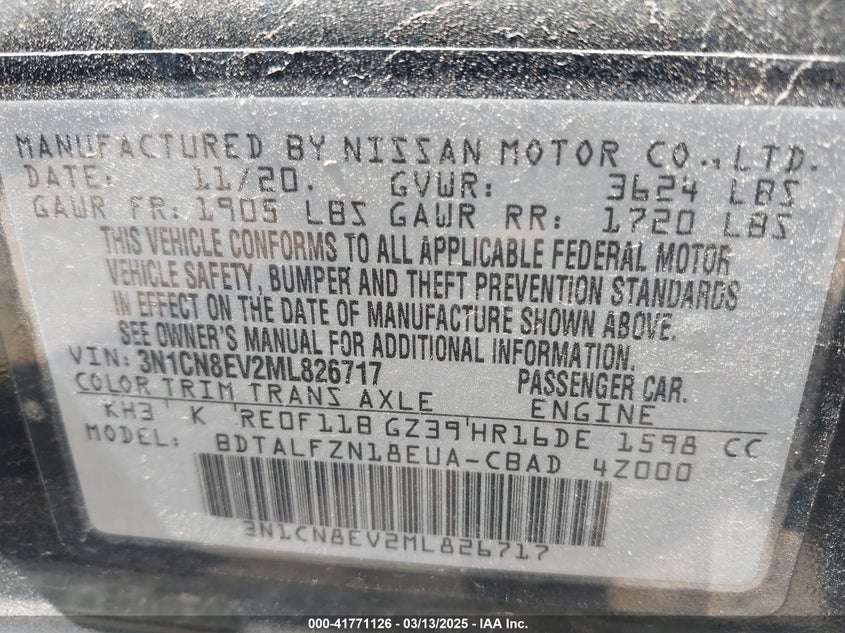 MANUFACTURED BY NISSAN MOTOR CO., LTD.
DATE: 11/20. GVWR: 3624 LBS
GAWR FR: 1905 LBS GAWR RR: 1720 LBS
THIS VEHICLE CONFORMS TO ALL APPLICABLE FEDERAL MOTOR
VEHICLE SAFETY, BUMPER AND THEFT PREVENTION STANDARDS
IN EFFECT ON THE DATE OF MANUFACTURE SHOWN ABOVE.
SEE OWNER'S MANUAL FOR ADDITIONAL INFORMATION.
VIN: 3N1CN8EV2ML826717 PASSENGER CAR.
COLOR TRIM TRANS AXLE ENGINE
KH3 K RE0F11B GZ39 HR16DE 1598 CC
MODEL: BDTALFZN18EUA-CBAD 4Z000
3N1CN8EV2ML826717
000-41771126 - 03/13/2025 - IAA Inc.